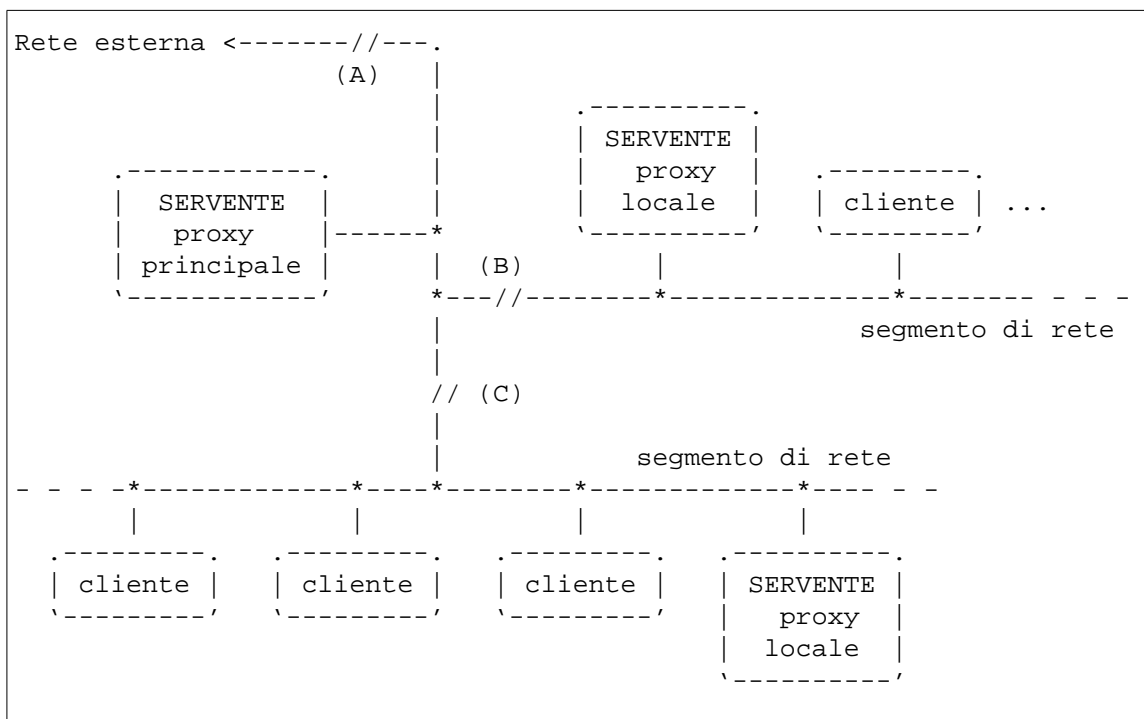 Rete esterna
(A)
SERVENTE
proxy
principale
SERVENTE
proxy
locale
cliente ...
(B)
segmento di rete
(C)
segmento di rete
cliente cliente cliente
SERVENTE
proxy
locale